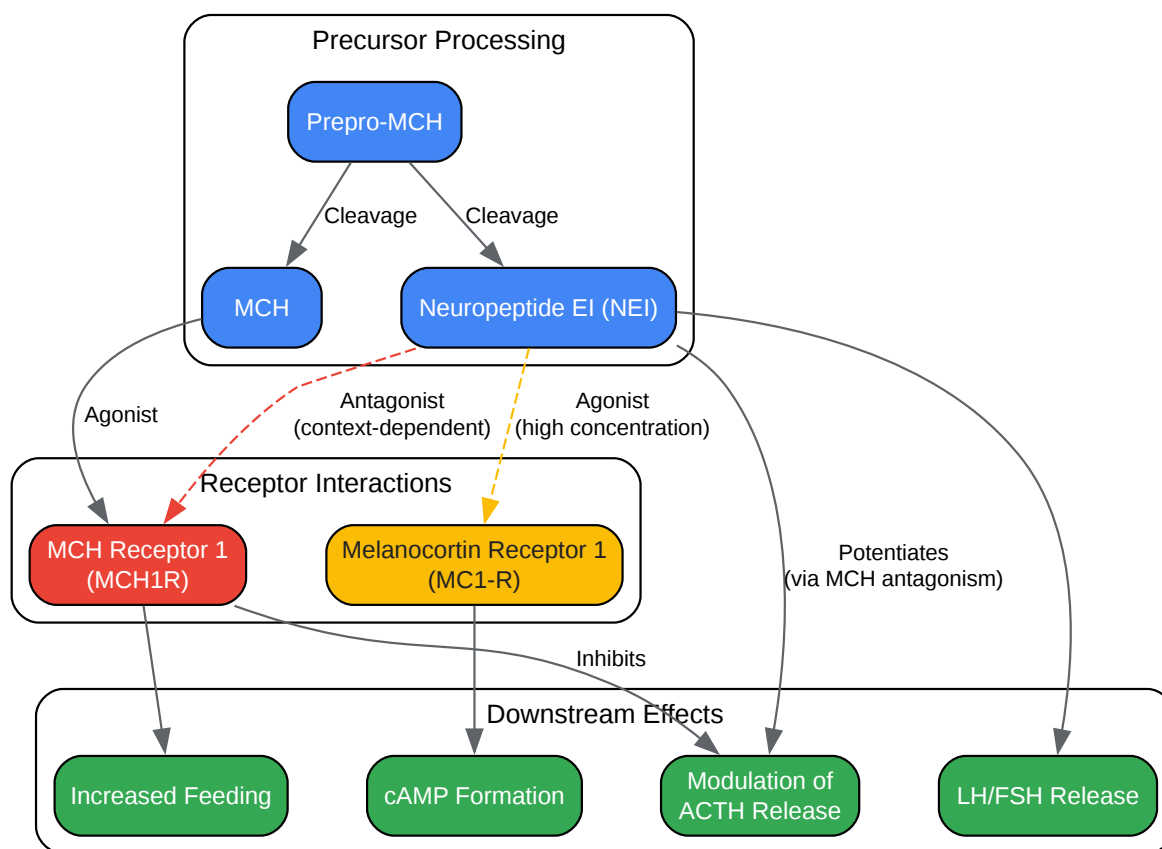 Precursor Processing
Prepro-MCH
Cleavage
Cleavage
MCH
Neuropeptide EI (NEI)
Agonist
Antagonist
(context-dependent)
Agonist
(high concentration)
Receptor Interactions
MCH Receptor 1
(MCH1R)
Melanocortin Receptor 1
(MC1-R)
Potentiates
(via MCH antagonism)
Inhibits
Downstream Effects
Increased Feeding
cAMP Formation
Modulation of
ACTH Release
LH/FSH Release